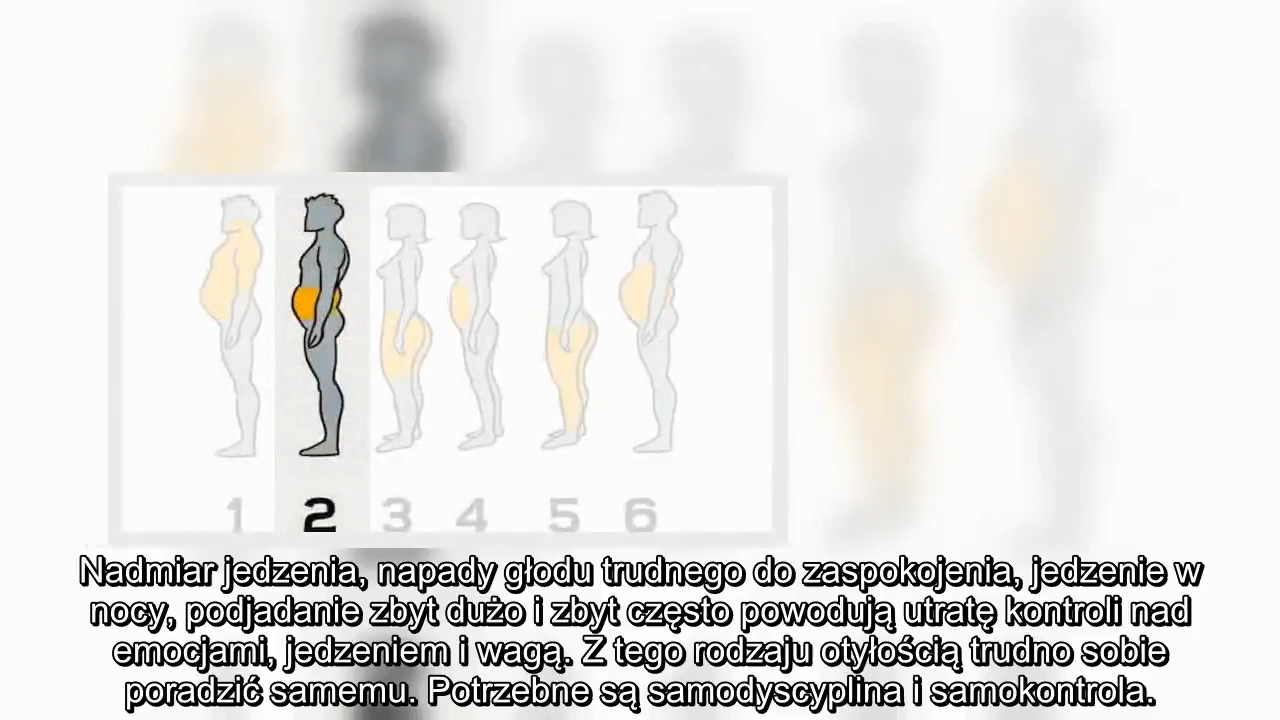 1 2 3 4 5 6
Nadmiar jedzenia, napady głodu trudnego do zaspokojenia, jedzenie w
nocy, podjadanie zbyt dużo i zbyt często powodują utratę kontroli nad
emocjami, jedzeniem i wagą. Z tego rodzaju otyłością trudno sobie
poradzić samemu. Potrzebne są samodyscyplina i samokontrola.